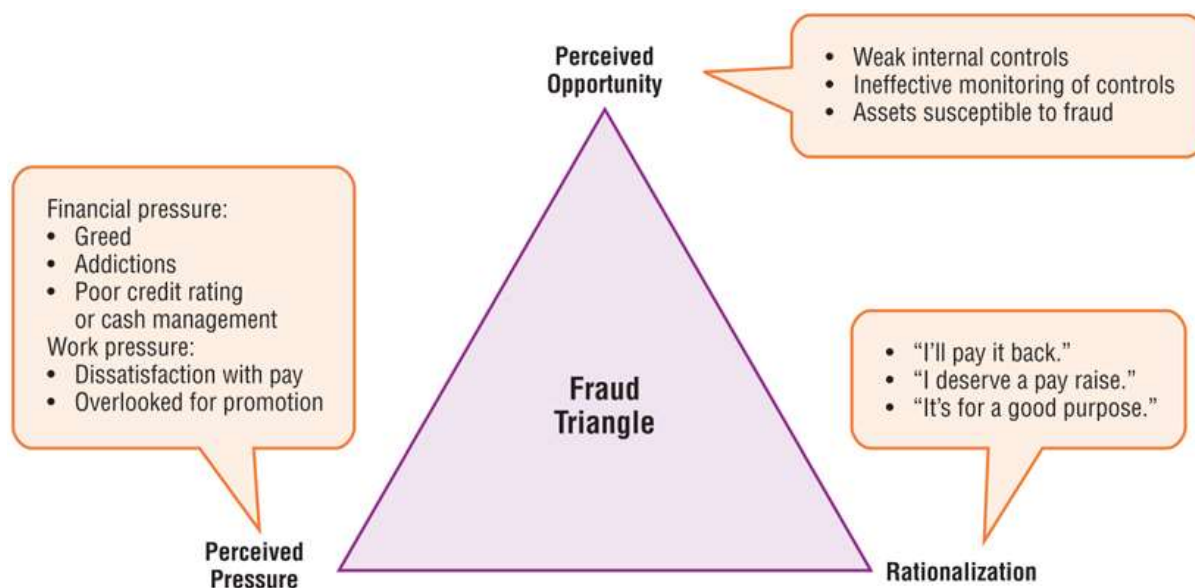 Perceived
Opportunity
• Weak internal controls
• Ineffective monitoring of controls
• Assets susceptible to fraud
Financial pressure:
• Greed
• Addictions
• Poor credit rating
or cash management
Work pressure:
• Dissatisfaction with pay
• Overlooked for promotion
Fraud
Triangle
• “I’ll pay it back.”
• “I deserve a pay raise.”
• “It’s for a good purpose.”
Perceived
Pressure
Rationalization